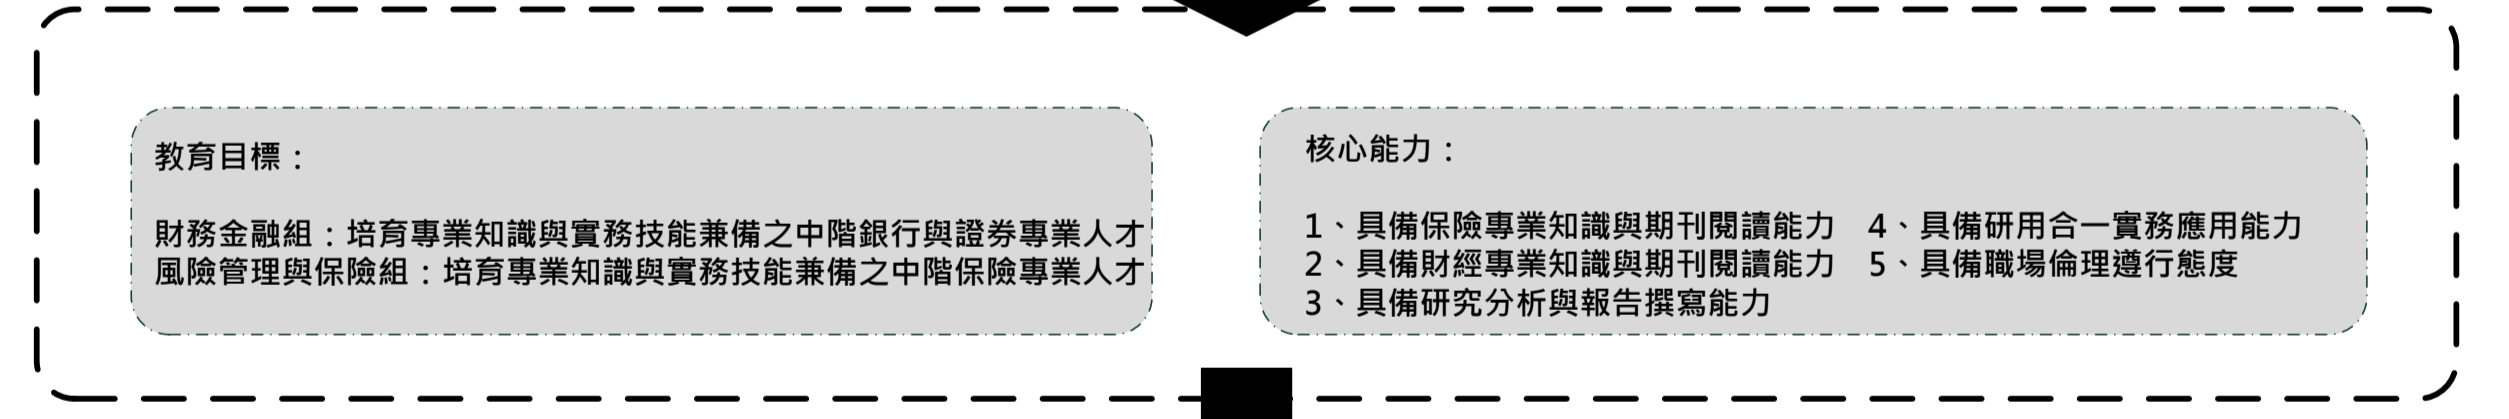 教育目標：
財務金融組：培育專業知識與實務技能兼備之中階銀行與證券專業人才
風險管理與保險組：培育專業知識與實務技能兼備之中階保險專業人才
核心能力：
1、具備保險專業知識與期刊閱讀能力 4、具備研用合一實務應用能力
2、具備財經專業知識與期刊閱讀能力 5、具備職場倫理遵行態度
3、具備研究分析與報告撰寫能力